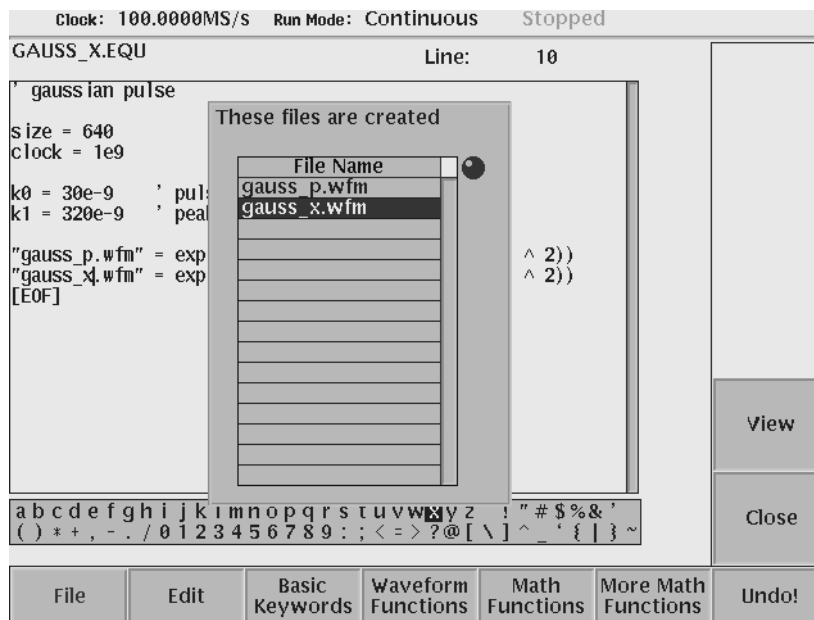 Clock: 100.0000MS/s Run Mode: Continuous Stopped
GAUSS_X.EQU Line: 10
' gaussian pulse
size = 640
clock = 1e9
k0 = 30e-9 ' pul
k1 = 320e-9 ' peal
"gauss_p.wfm" = exp ^ 2))
"gauss_x.wfm" = exp ^ 2))
[EOF]
These files are created
File Name
gauss_p.wfm
gauss_x.wfm
a b c d e f g h i j k l m n o p q r s t u v w x y z ! " # $ % & '
( ) * + , - . / 0 1 2 3 4 5 6 7 8 9 : ; < = > ? @ [ \ ] ^ _ ‘ { | } ~
View
Close
File Edit Basic Keywords Waveform Functions Math Functions More Math Functions Undo!